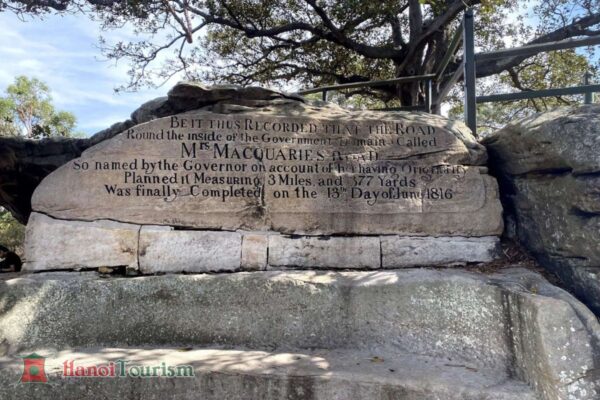 BE IT THUS RECORDED THAT THE ROAD
Round the inside of the Government Domain Called
MRS MACQUARIE'S ROAD
So named by the Governor on account of her having Originally
Planned it Measuring 3 Miles, and 377 Yards
Was finally Completed on the 13th Day of June 1816
HanoiTourism